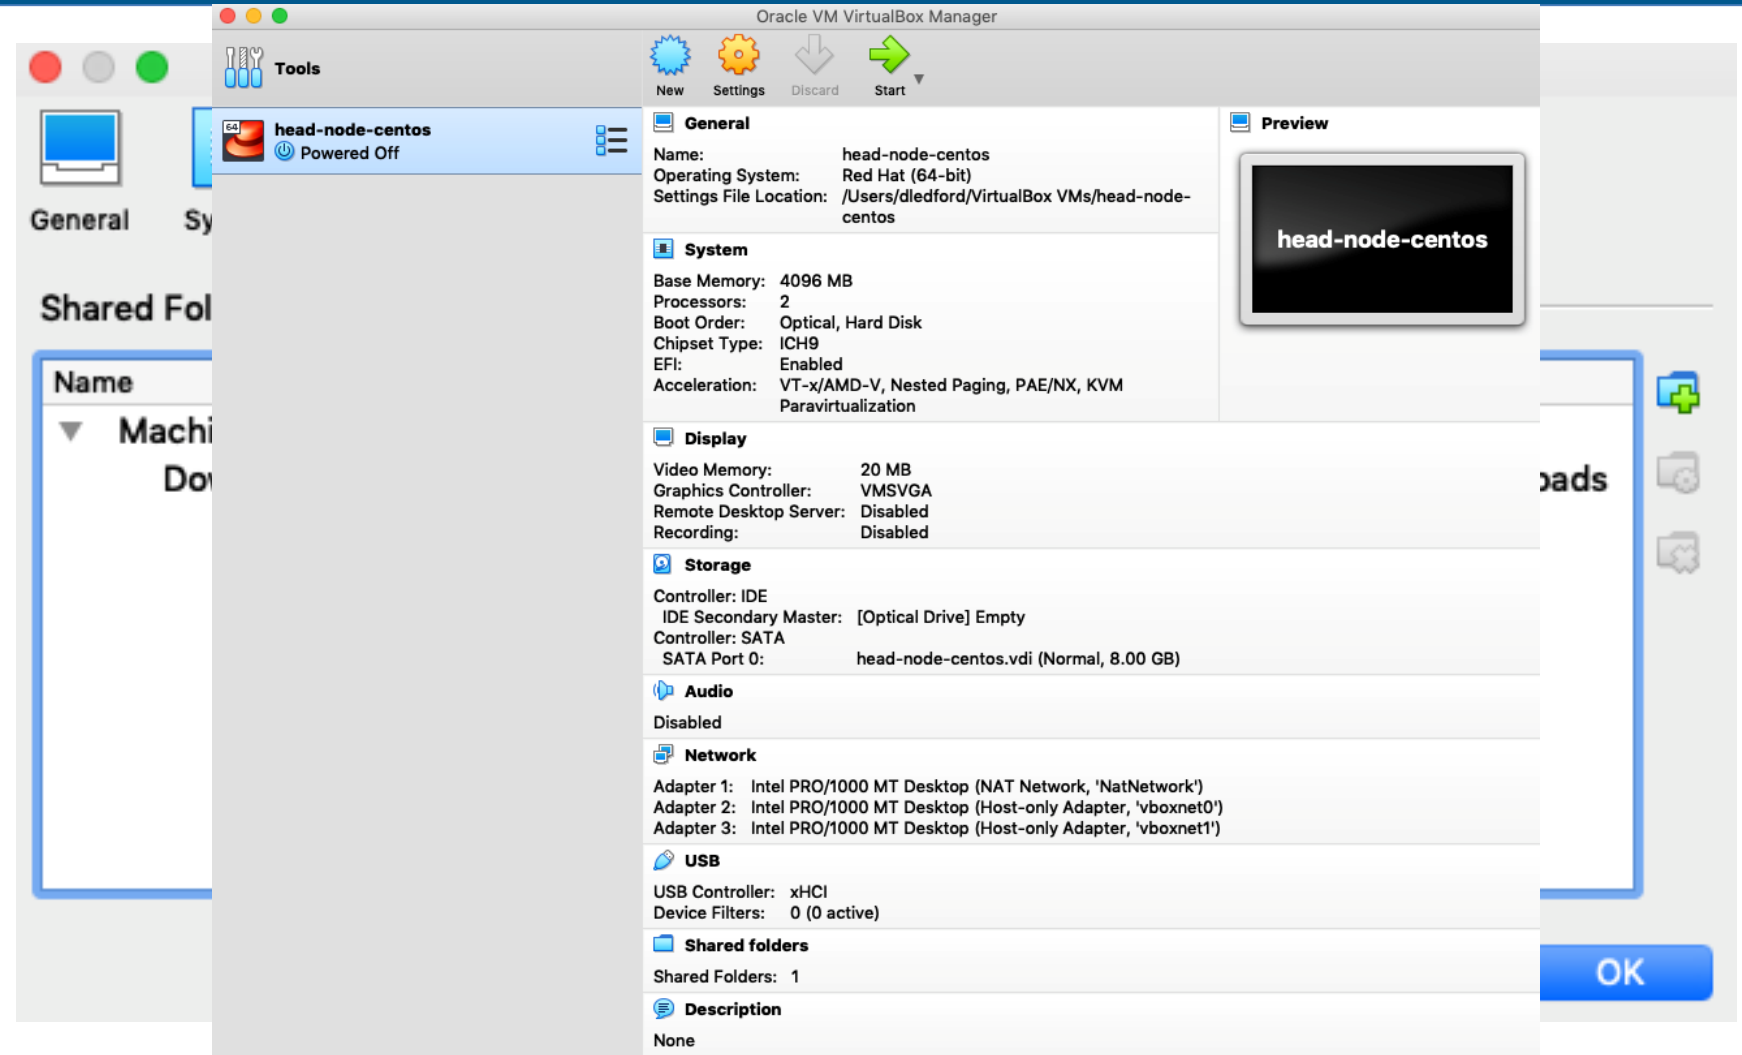 Oracle VM VirtualBox Manager
Tools
New Settings Discard Start
64
head-node-centos
Powered Off
General
Name: head-node-centos
Operating System: Red Hat (64-bit)
Settings File Location: /Users/dledford/VirtualBox VMs/head-node-
centos
Preview
head-node-centos
System
Base Memory: 4096 MB
Processors: 2
Boot Order: Optical, Hard Disk
Chipset Type: ICH9
EFI: Enabled
Acceleration: VT-x/AMD-V, Nested Paging, PAE/NX, KVM
Paravirtualization
Display
Video Memory: 20 MB
Graphics Controller: VMSVGA
Remote Desktop Server: Disabled
Recording: Disabled
Storage
Controller: IDE
IDE Secondary Master: [Optical Drive] Empty
Controller: SATA
SATA Port 0: head-node-centos.vdi (Normal, 8.00 GB)
Audio
Disabled
Network
Adapter 1: Intel PRO/1000 MT Desktop (NAT Network, 'NatNetwork')
Adapter 2: Intel PRO/1000 MT Desktop (Host-only Adapter, 'vboxnet0')
Adapter 3: Intel PRO/1000 MT Desktop (Host-only Adapter, 'vboxnet1')
USB
USB Controller: xHCI
Device Filters: 0 (0 active)
Shared folders
Shared Folders: 1
Description
None
General Sy
Shared Fol
Name
Machi
Do
oads
OK